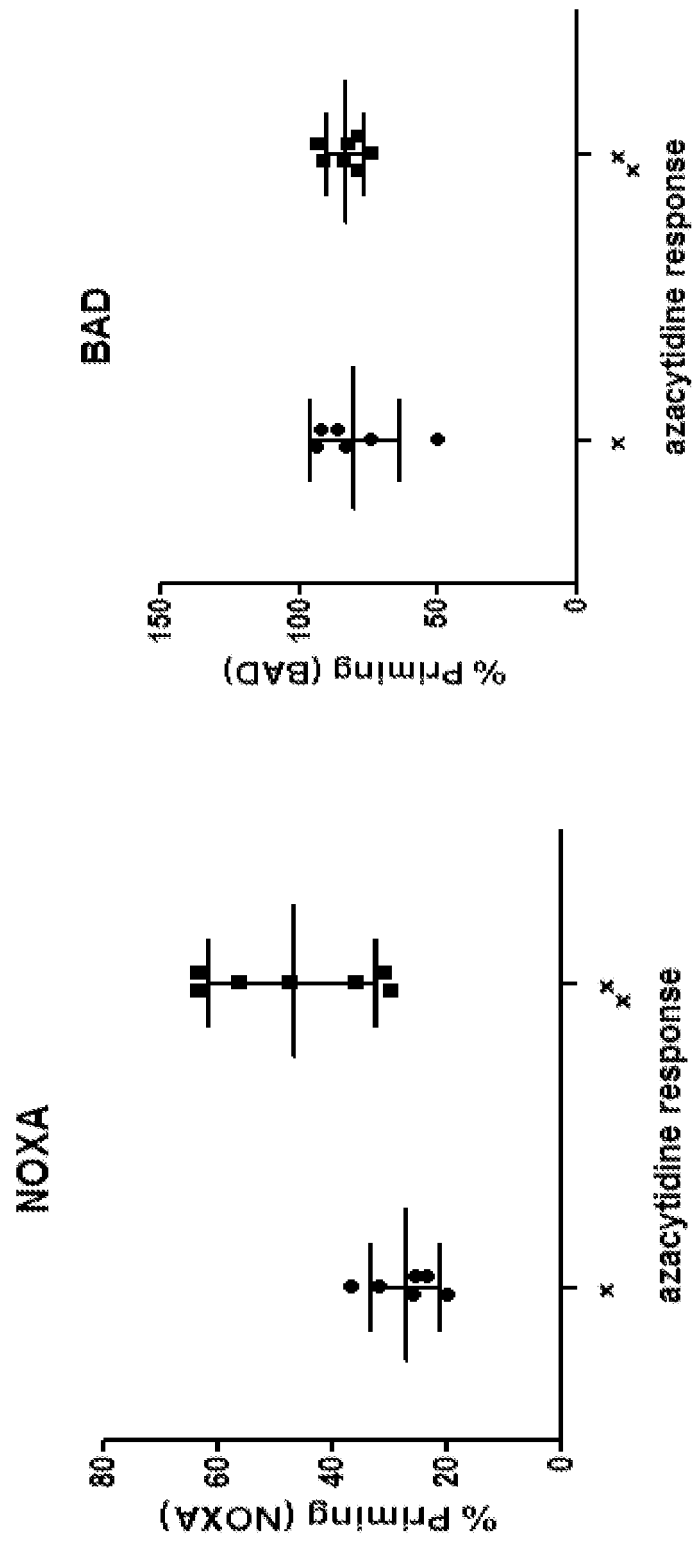 NOXA
% Priming (NOXA)
80
60
40
20
0
x
x
x
azacytidine response
BAD
% Priming (BAD)
150
100
50
0
x
x
x
azacytidine response